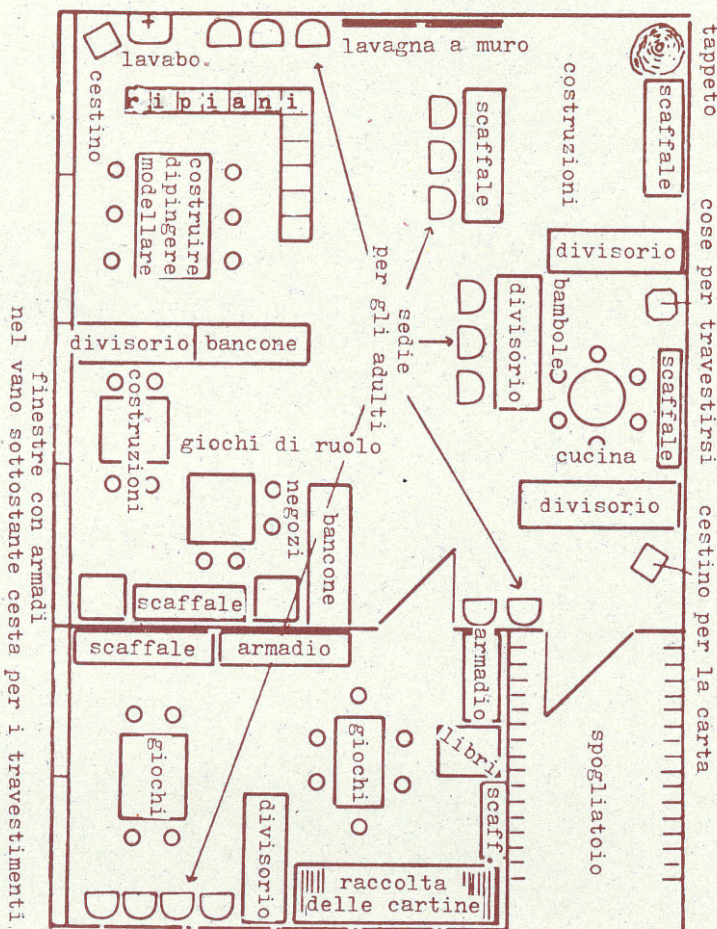 lavabo
lavagna a muro
tappeto
cestino
ripiani
scaffale
costruzioni
scaffale
costruire
dipingere
modellare
divisorio
cose per travestirsi
per gli adulti
sedie
divisorio
bambole
divisorio
bancone
scaffale
costruzioni
giochi di ruolo
cucina
negozi
bancone
divisorio
finestre con armadi
nel vano sottostante cesta per i travestimenti.
scaffale
cestino per la carta
scaffale
armadio
armadio
libri
giochi
giochi
spogliatoio
scaff.
divisorio
raccolta
delle cartine